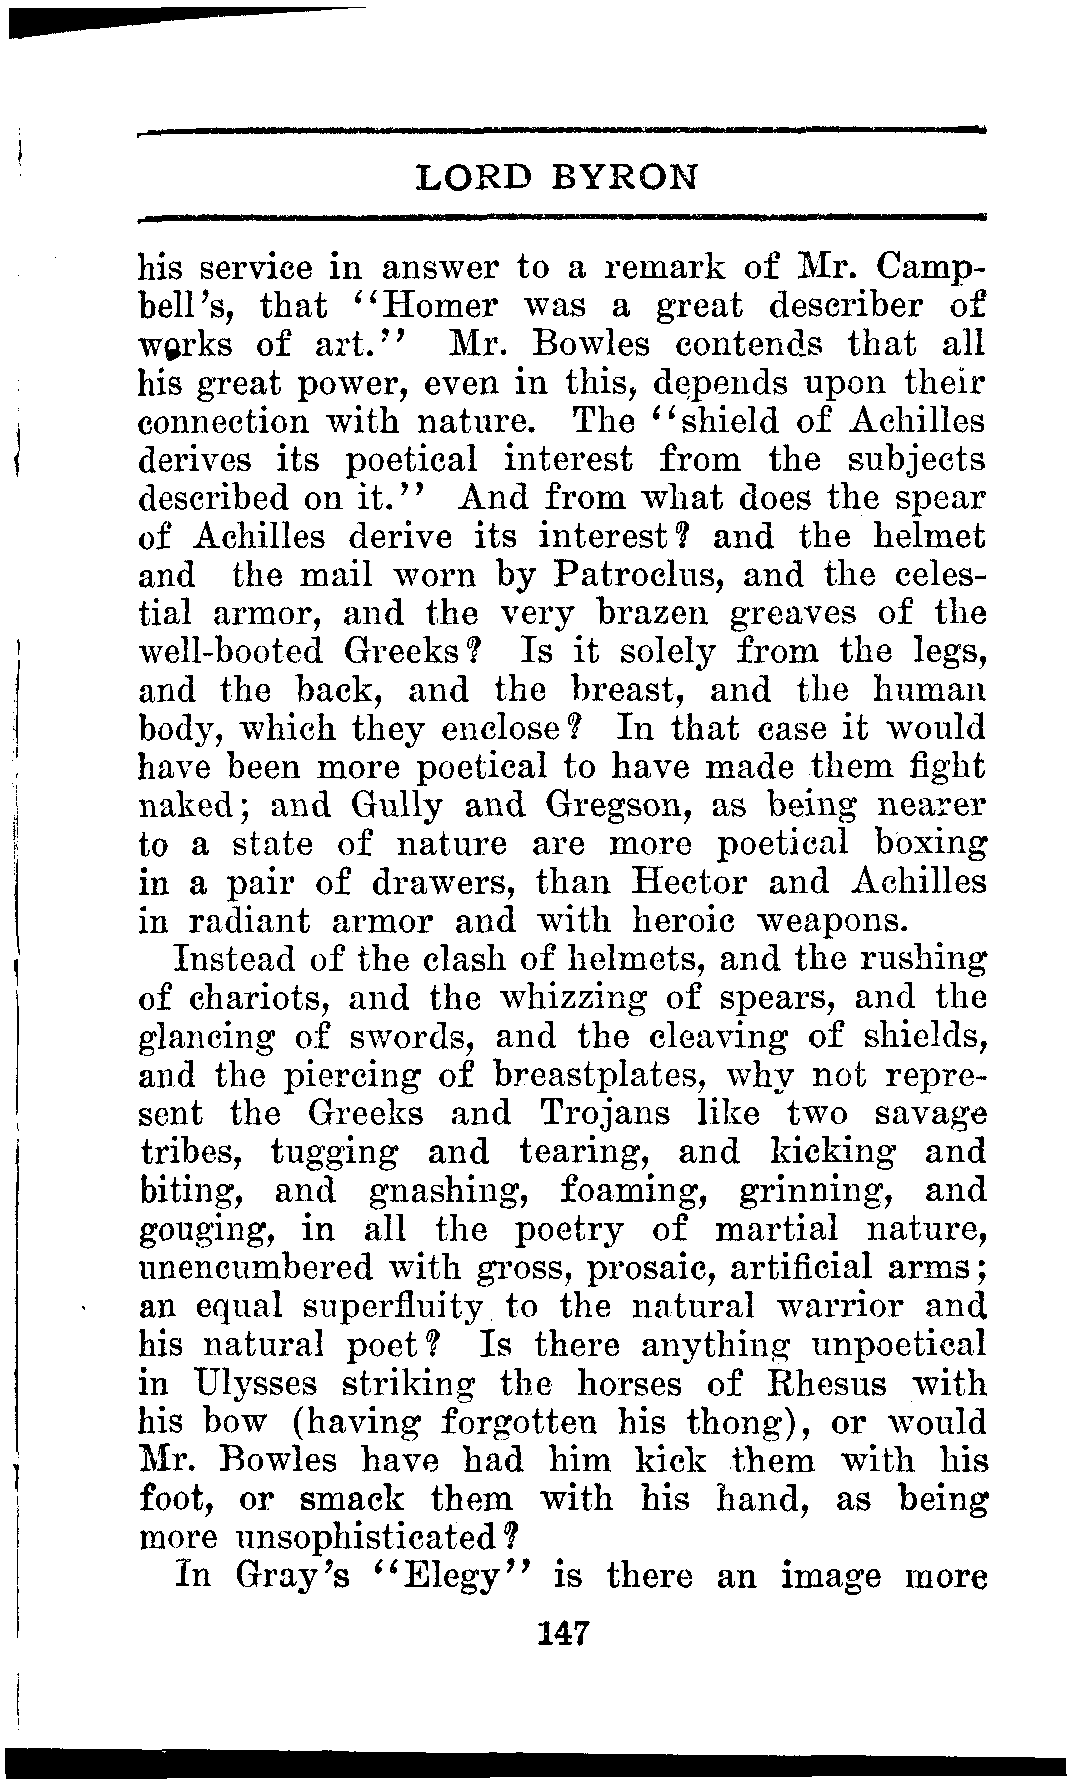 LORD BYRON
his service in answer to a remark of Mr. Camp-
bell's, that "Homer was a great describer of
works of art." Mr. Bowles contends that all
his great power, even in this, depends upon their
connection with nature. The "shield of Achilles
derives its poetical interest from the subjects
described on it." And from what does the spear
of Achilles derive its interest? and the helmet
and the mail worn by Patroclus, and the celes-
tial armor, and the very brazen greaves of the
well-booted Greeks? Is it solely from the legs,
and the back, and the breast, and the human
body, which they enclose? In that case it would
have been more poetical to have made them fight
naked; and Gully and Gregson, as being nearer
to a state of nature are more poetical boxing
in a pair of drawers, than Hector and Achilles
in radiant armor and with heroic weapons.
Instead of the clash of helmets, and the rushing
of chariots, and the whizzing of spears, and the
glancing of swords, and the cleaving of shields,
and the piercing of breastplates, why not repre-
sent the Greeks and Trojans like two savage
tribes, tugging and tearing, and kicking and
biting, and gnashing, foaming, grinning, and
gouging, in all the poetry of martial nature,
unencumbered with gross, prosaic, artificial arms;
an equal superfluity to the natural warrior and
his natural poet? Is there anything unpoetical
in Ulysses striking the horses of Rhesus with
his bow (having forgotten his thong), or would
Mr. Bowles have had him kick them with his
foot, or smack them with his hand, as being
more unsophisticated?
In Gray's "Elegy" is there an image more
147